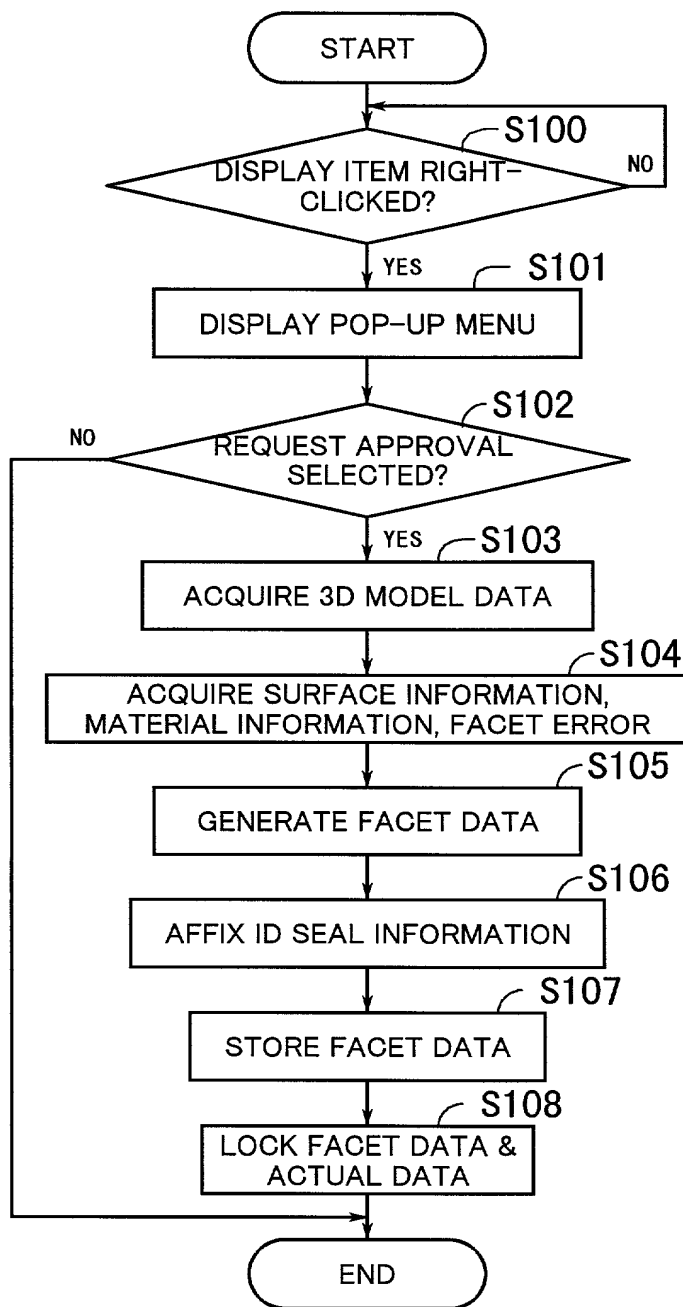 START
S100
DISPLAY ITEM RIGHT-
CLICKED?
NO
YES
S101
DISPLAY POP-UP MENU
S102
NO
REQUEST APPROVAL
SELECTED?
YES
S103
ACQUIRE 3D MODEL DATA
S104
ACQUIRE SURFACE INFORMATION,
MATERIAL INFORMATION, FACET ERROR
S105
GENERATE FACET DATA
S106
AFFIX ID SEAL INFORMATION
S107
STORE FACET DATA
S108
LOCK FACET DATA &
ACTUAL DATA
END